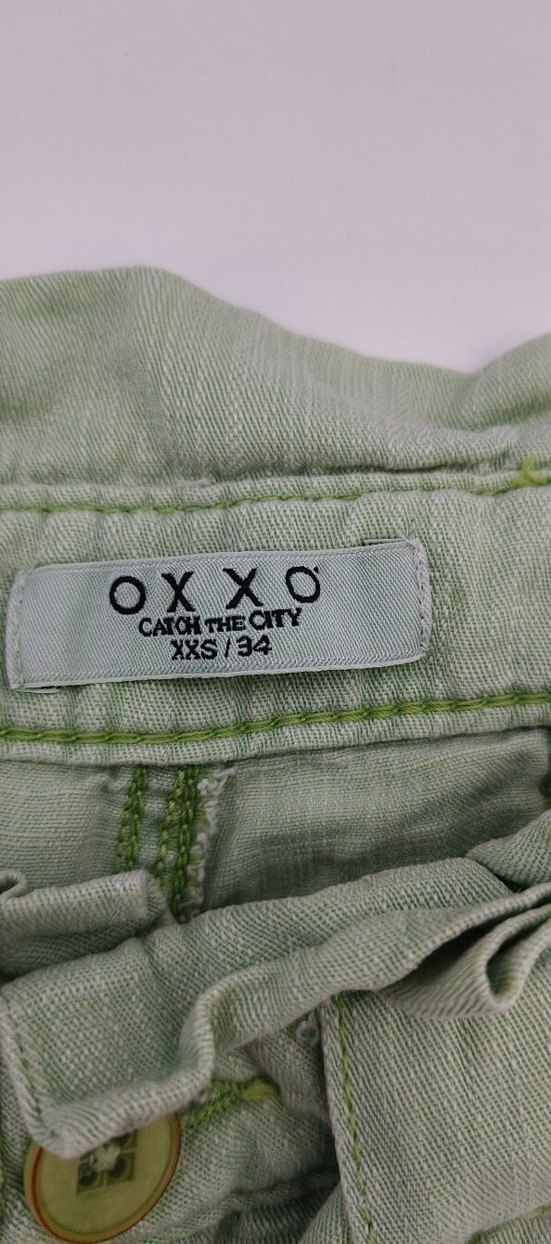 OXXO
CATCH THE CITY
XXS / 34